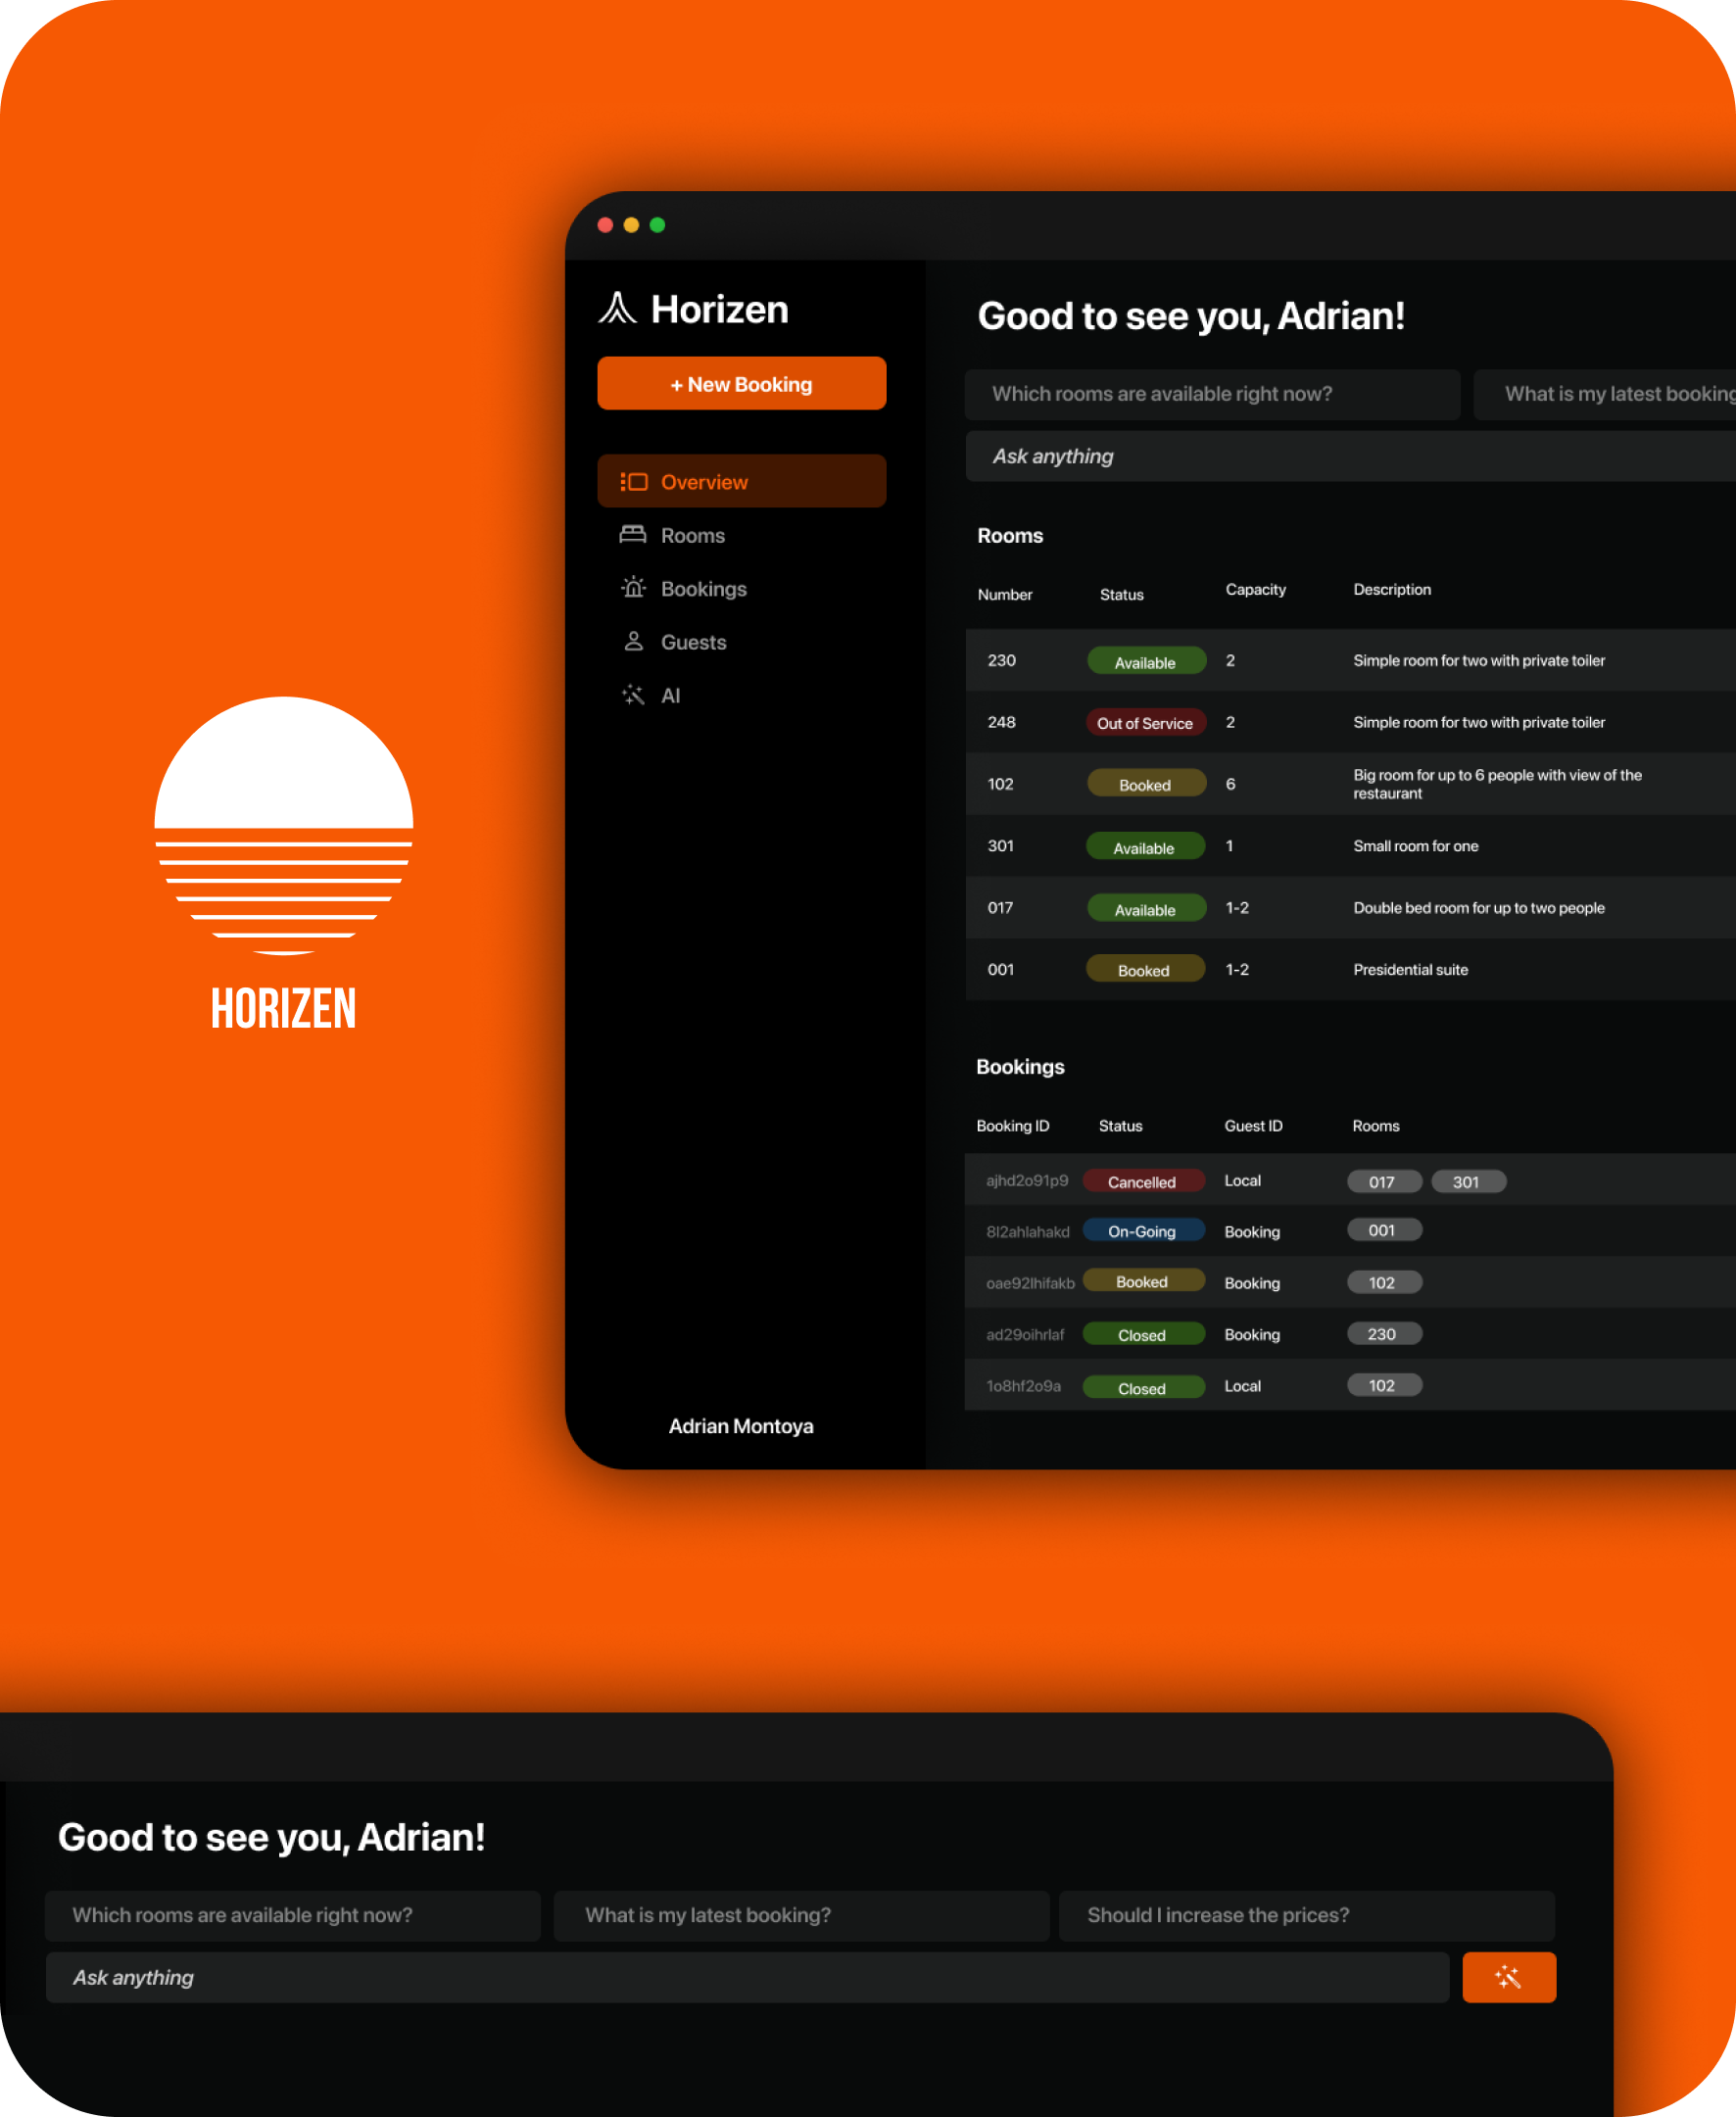 HORIZEN
Horizen
+ New Booking
Overview
Rooms
Bookings
Guests
AI
Adrian Montoya
Good to see you, Adrian!
Which rooms are available right now? What is my latest booking
Ask anything
Rooms
Number Status Capacity Description
230 Available 2 Simple room for two with private toiler
248 Out of Service 2 Simple room for two with private toiler
102 Booked 6 Big room for up to 6 people with view of the
restaurant
301 Available 1 Small room for one
017 Available 1-2 Double bed room for up to two people
001 Booked 1-2 Presidential suite
Bookings
Booking ID Status Guest ID Rooms
ajhd2o91p9 Cancelled Local 017 301
8l2ahlahakd On-Going Booking 001
oae92lhifakb Booked Booking 102
ad29oihrlaf Closed Booking 230
1o8hf2o9a Closed Local 102
Good to see you, Adrian!
Which rooms are available right now? What is my latest booking? Should I increase the prices?
Ask anything